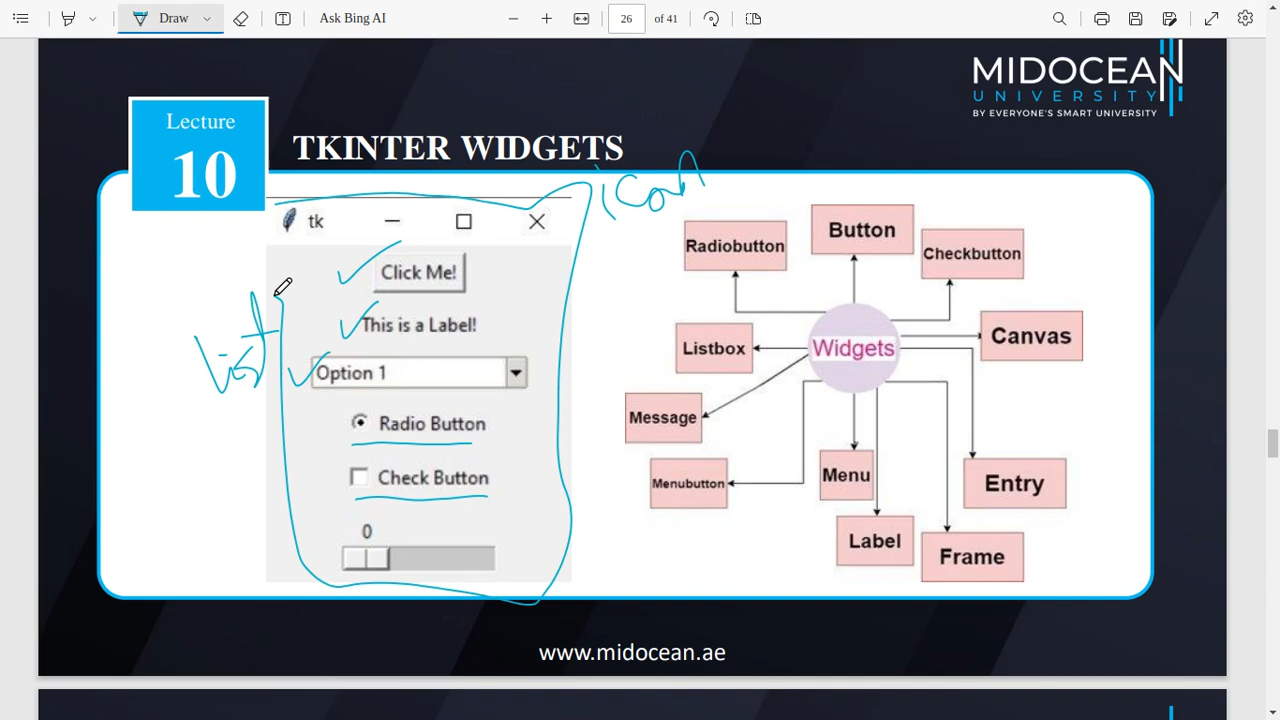 Draw
Ask Bing AI
26 of 41
MIDOCEAN
UNIVERSITY
BY EVERYONE'S SMART UNIVERSITY
Lecture
10
TKINTER WIDGETS
icon
tk
Click Me!
This is a Label!
List
Option 1
Radio Button
Check Button
0
Radiobutton
Button
Checkbutton
Canvas
Listbox
Widgets
Message
Menubutton
Menu
Entry
Label
Frame
www.midocean.ae